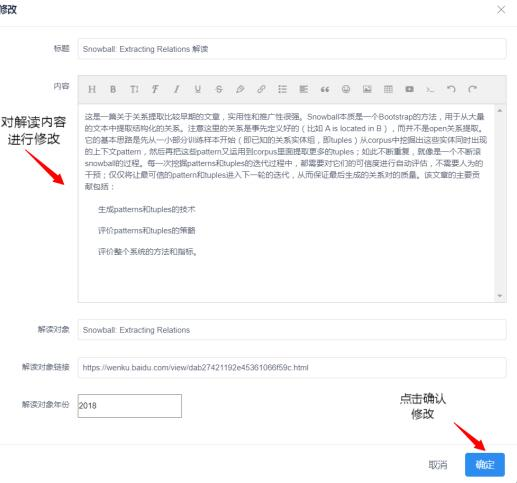 修改
标题
Snowball: Extracting Relations 解读
内容
H B T F I U S
对解读内容
进行修改
这是一篇关于关系提取比较早期的文章，实用性和推广性很强。Snowball本质是一个Bootstrap的方法，用于从大量
的文本中提取结构化的关系。注意这里的关系是事先定义好的（比如 A is located in B ），而并不是open关系提取。
它的基本思路是先从一小部分训练样本开始（即已知的关系实体组，即tuples ）从corpus中挖掘出这些实体同时出现
的上下文pattern，然后再把这些pattern又运用到corpus里面提取更多的tuples；如此不断重复，就像是一个不断滚
snowball的过程。每一次挖掘patterns和tuples的迭代过程中，都需要对它们的可信度进行自动评估，不需要人为的
干预；仅仅将让最可信的pattern和tuples进入下一轮的迭代，从而保证最后生成的关系对的质量。该文章的主要贡
献包括：
生成patterns和tuples的技术
评价patterns和tuples的策略
评价整个系统的方法和指标。
解读对象
Snowball: Extracting Relations
解读对象链接
https://wenku.baidu.com/view/dab27421192e45361066f59c.html
解读对象年份
2018
点击确认
修改
取消
确定